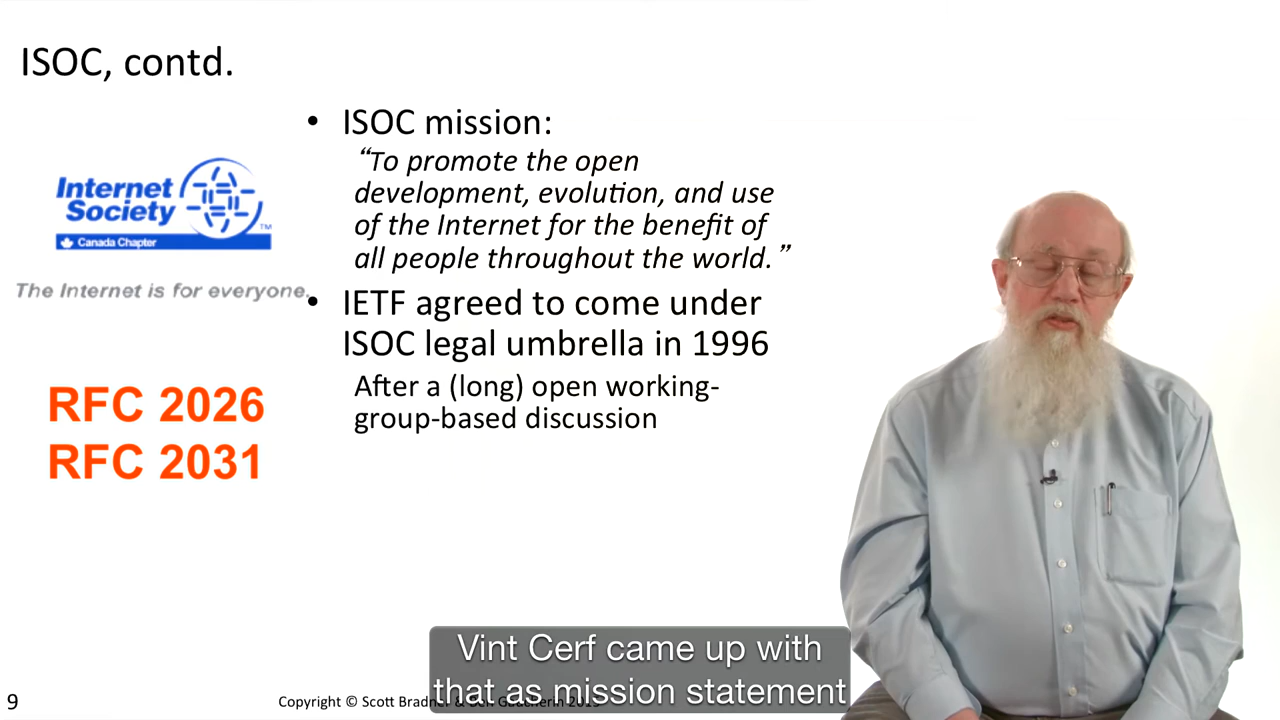 ISOC, contd.
• ISOC mission:
“To promote the open
development, evolution, and use
of the Internet for the benefit of
all people throughout the world.”
• IETF agreed to come under
ISOC legal umbrella in 1996
After a (long) open working-
group-based discussion
Internet
Society
TM
Canada Chapter
The Internet is for everyone.
RFC 2026
RFC 2031
Vint Cerf came up with
that as mission statement
9
Copyright © Scott Bradner &